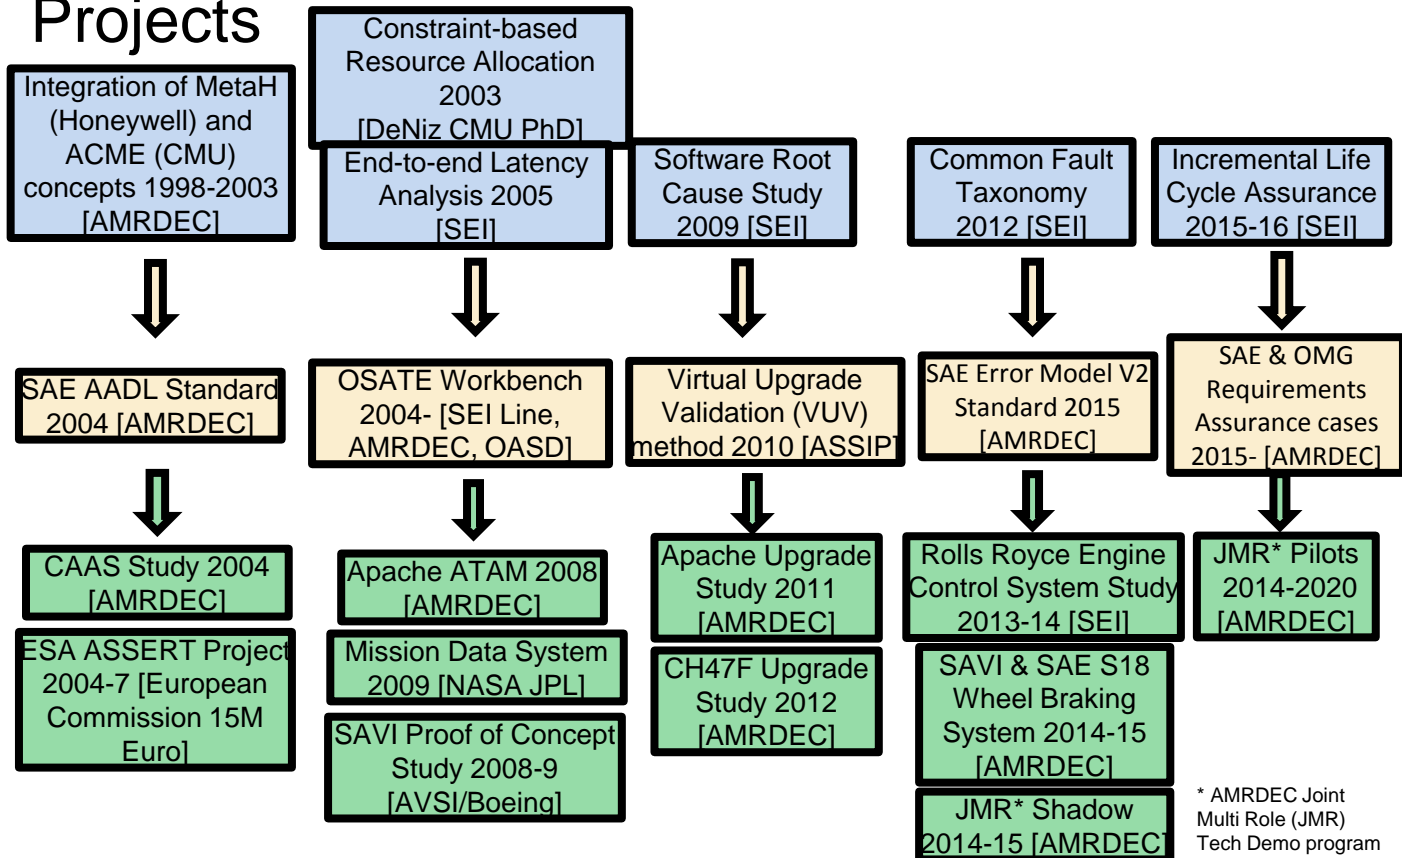 Projects
Integration of MetaH
(Honeywell) and
ACME (CMU)
concepts 1998-2003
[AMRDEC]
Constraint-based
Resource Allocation
2003
[DeNiz CMU PhD]
End-to-end Latency
Analysis 2005
[SEI]
Software Root
Cause Study
2009 [SEI]
Common Fault
Taxonomy
2012 [SEI]
Incremental Life
Cycle Assurance
2015-16 [SEI]
SAE AADL Standard
2004 [AMRDEC]
OSATE Workbench
2004- [SEI Line,
AMRDEC, OASD]
Virtual Upgrade
Validation (VUV)
method 2010 [ASSIP]
SAE Error Model V2
Standard 2015
[AMRDEC]
SAE & OMG
Requirements
Assurance cases
2015- [AMRDEC]
CAAS Study 2004
[AMRDEC]
ESA ASSERT Project
2004-7 [European
Commission 15M
Euro]
Apache ATAM 2008
[AMRDEC]
Mission Data System
2009 [NASA JPL]
SAVI Proof of Concept
Study 2008-9
[AVSI/Boeing]
Apache Upgrade
Study 2011
[AMRDEC]
CH47F Upgrade
Study 2012
[AMRDEC]
Rolls Royce Engine
Control System Study
2013-14 [SEI]
SAVI & SAE S18
Wheel Braking
System 2014-15
[AMRDEC]
JMR* Shadow
2014-15 [AMRDEC]
JMR* Pilots
2014-2020
[AMRDEC]
* AMRDEC Joint
Multi Role (JMR)
Tech Demo program